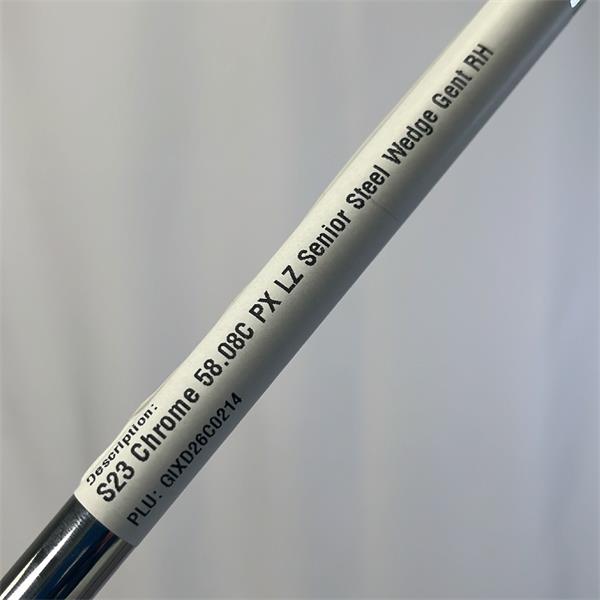 Description:
S23 Chrome 58.08C PX LZ Senior Steel Wedge Gent RH
PLU: GIXD26C0214